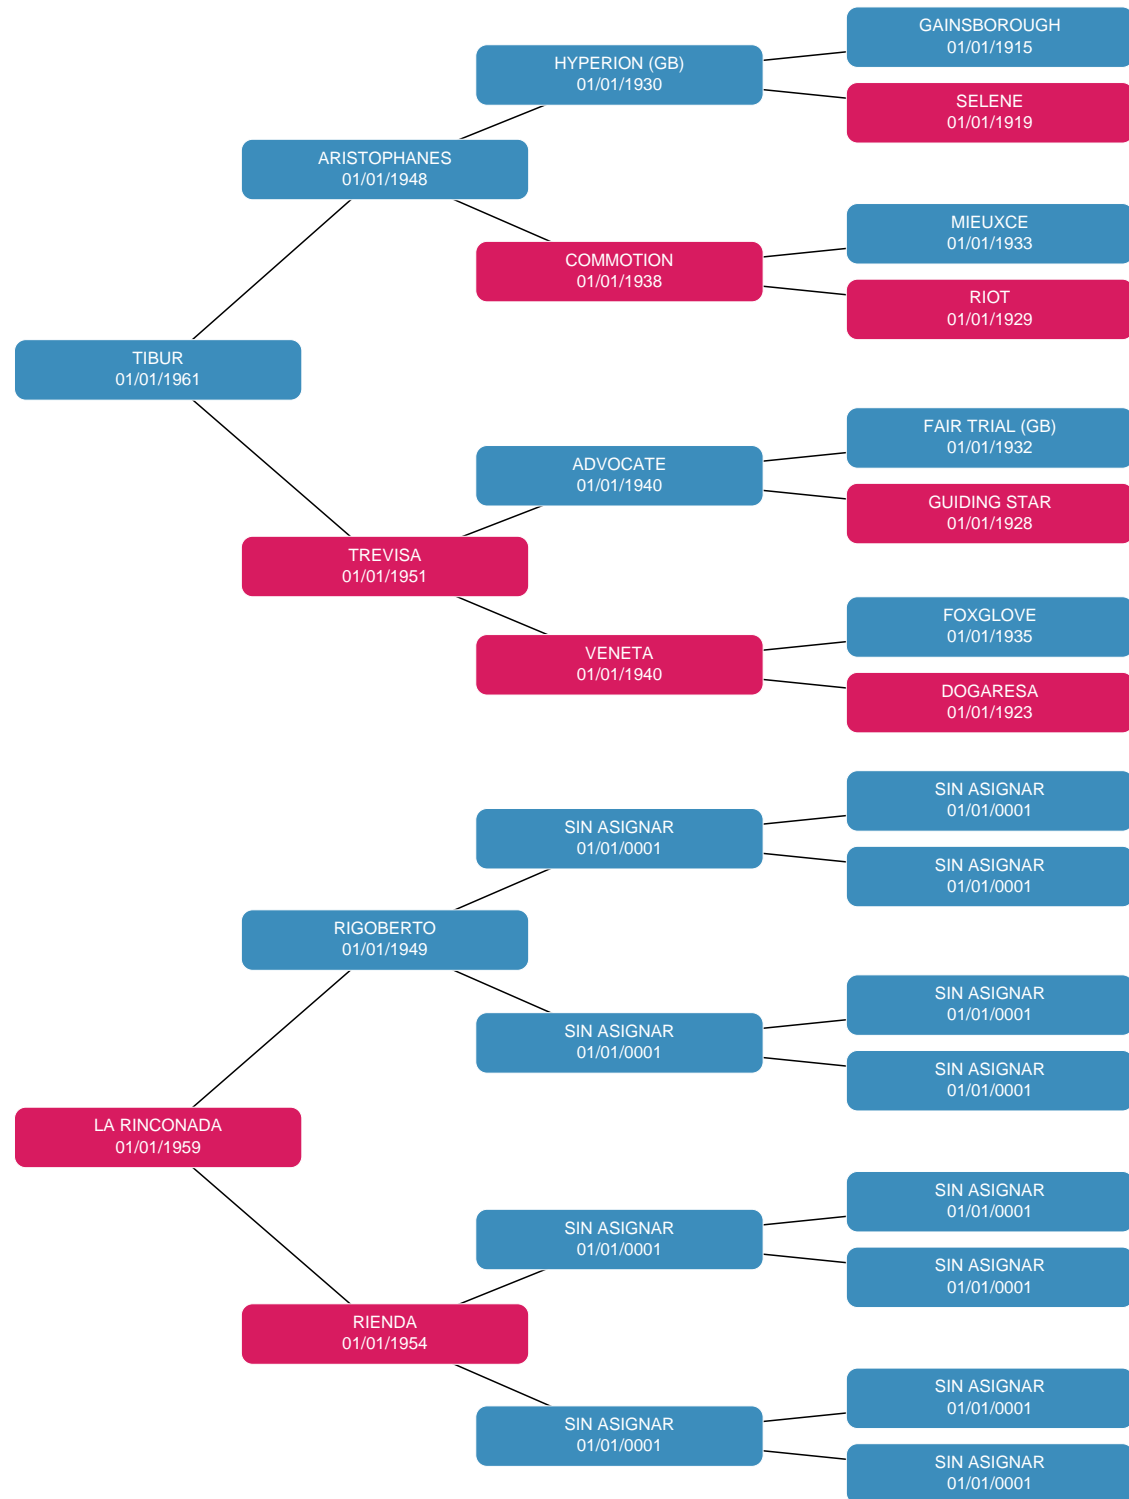 GAINSBOROUGH
01/01/1915
HYPERION (GB)
01/01/1930
SELENE
01/01/1919
ARISTOPHANES
01/01/1948
MIEUXCE
01/01/1933
COMMOTION
01/01/1938
RIOT
01/01/1929
TIBUR
01/01/1961
FAIR TRIAL (GB)
01/01/1932
ADVOCATE
01/01/1940
GUIDING STAR
01/01/1928
TREVISA
01/01/1951
FOXGLOVE
01/01/1935
VENETA
01/01/1940
DOGARESA
01/01/1923
SIN ASIGNAR
01/01/0001
SIN ASIGNAR
01/01/0001
SIN ASIGNAR
01/01/0001
RIGOBERTO
01/01/1949
SIN ASIGNAR
01/01/0001
SIN ASIGNAR
01/01/0001
SIN ASIGNAR
01/01/0001
LA RINCONADA
01/01/1959
SIN ASIGNAR
01/01/0001
SIN ASIGNAR
01/01/0001
SIN ASIGNAR
01/01/0001
RIENDA
01/01/1954
SIN ASIGNAR
01/01/0001
SIN ASIGNAR
01/01/0001
SIN ASIGNAR
01/01/0001